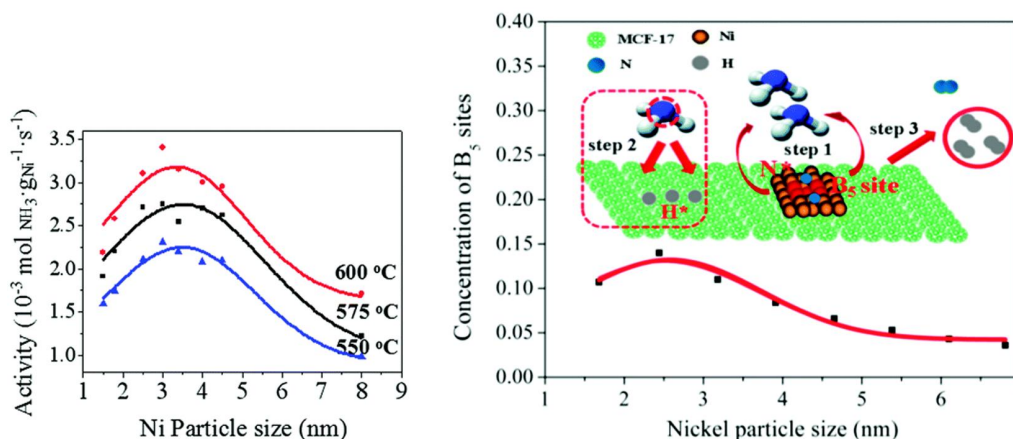 Activity (10⁻³ mol NH₃·gNi⁻¹·s⁻¹)
3.5
3.0
2.5
2.0
1.5
1.0
600 °C
575 °C
550 °C
1 2 3 4 5 6 7 8 9
Ni Particle size (nm)
Concentration of B₅ sites
0.40
0.35
0.30
0.25
0.20
0.15
0.10
0.05
0.00
MCF-17 Ni
N H
step 2
step 1
step 3
N*
B₅ site
H*
1 2 3 4 5 6
Nickel particle size (nm)